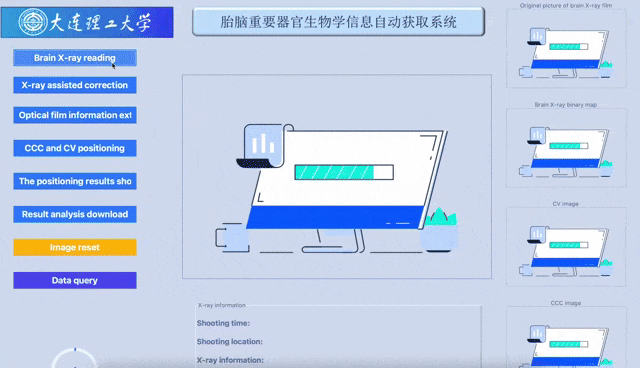 大连理工大学
胎脑重要器官生物学信息自动获取系统
Brain X-ray reading
X-ray assisted correction
Optical film information ext
CCC and CV positioning
The positioning results sho
Result analysis download
Image reset
Data query
X-ray information
Shooting time:
Shooting location:
X-ray information:
Original picture of brain X-ray film
Brain X-ray binary map
CV image
CCC image